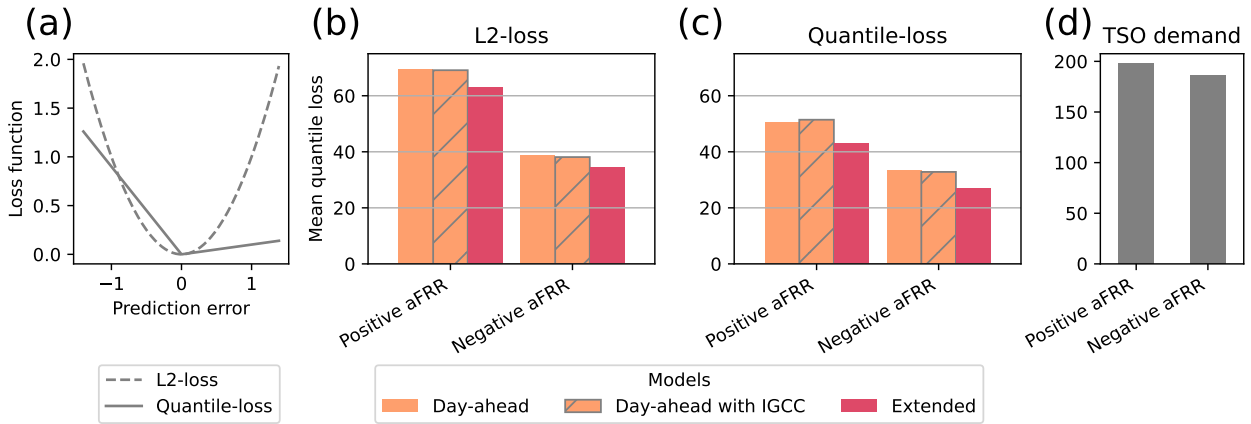 (a)
2.0
1.5
1.0
0.5
0.0
Loss function
−1
0
1
Prediction error
L2-loss
Quantile-loss
(b)
L2-loss
Mean quantile loss
60
40
20
0
Positive aFRR
Negative aFRR
(c)
Quantile-loss
60
40
20
0
Positive aFRR
Negative aFRR
(d)
TSO demand
200
150
100
50
0
Positive aFRR
Negative aFRR
Models
Day-ahead
Day-ahead with IGCC
Extended